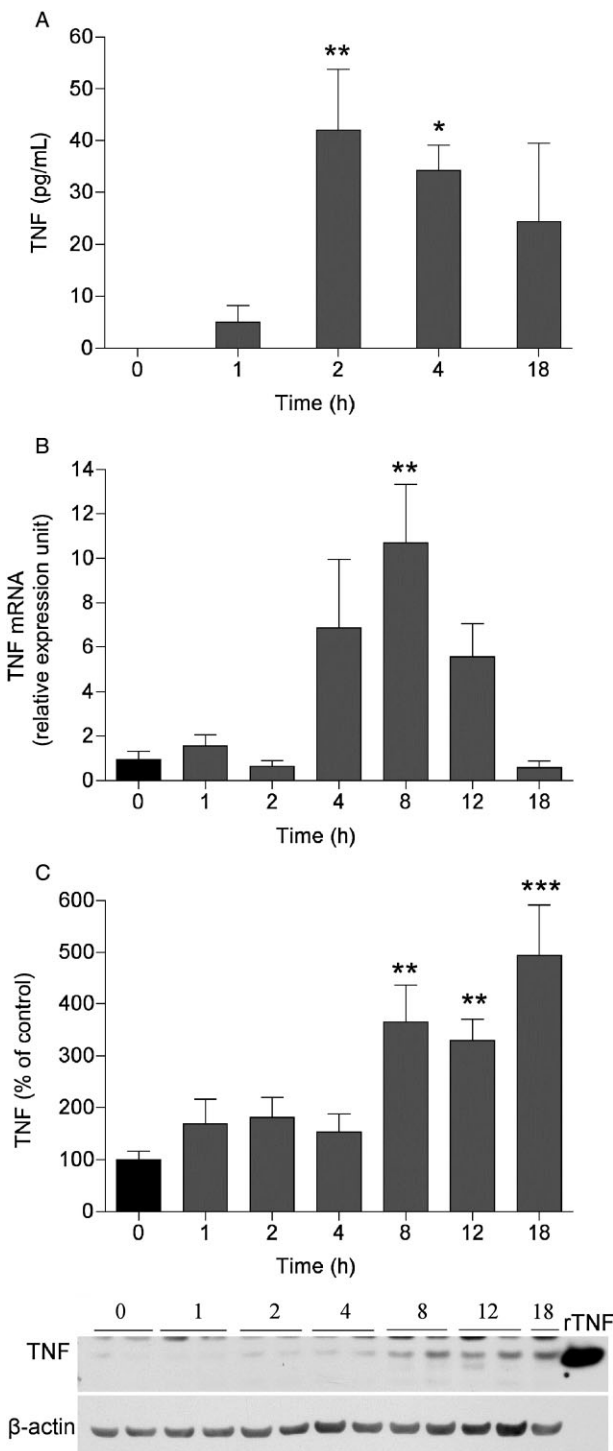 A
TNF (pg/mL)
60
50
40
30
20
10
0
**
*
0 1 2 4 18
Time (h)
B
TNF mRNA
(relative expression unit)
14
12
10
8
6
4
2
0
**
0 1 2 4 8 12 18
Time (h)
C
TNF (% of control)
600
500
400
300
200
100
0
**
**
***
0 1 2 4 8 12 18
Time (h)
0 1 2 4 8 12 18 rTNF
TNF
β-actin